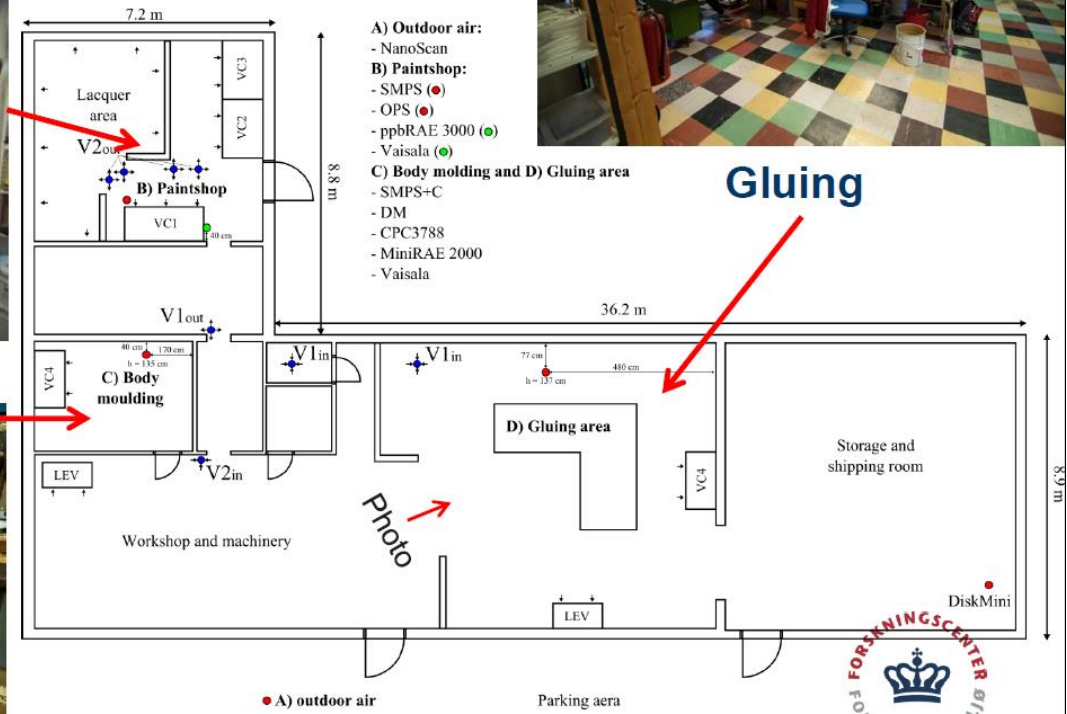 7.2 m
A) Outdoor air:
- NanoScan
B) Paintshop:
- SMPS (●)
- OPS (●)
- ppbRAE 3000 (●)
- Vaisala (●)
C) Body molding and D) Gluing area
- SMPS+C
- DM
- CPC3788
- MiniRAE 2000
- Vaisala
Gluing
Lacquer
area
VC3
VC2
V2out
B) Paintshop
VC1
40 cm
8.8 m
36.2 m
V1out
40 cm
170 cm
h = 135 cm
VC4
C) Body
moulding
V1in
V1in
77 cm
480 cm
h = 137 cm
D) Gluing area
VC4
Storage and
shipping room
8.9 m
LEV
V2in
Photo
Workshop and machinery
LEV
DiskMini
A) outdoor air
Parking aera
FORSKNINGSCENTER